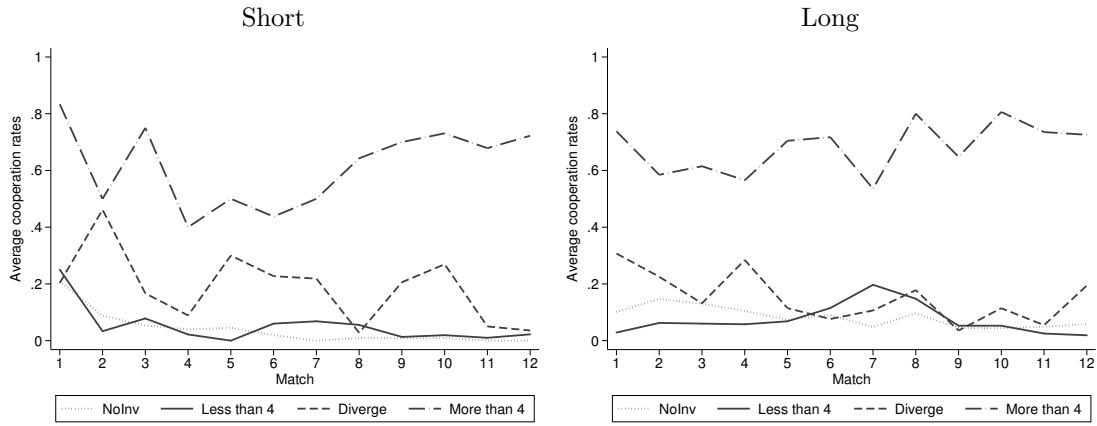 Short
Average cooperation rates
1
.8
.6
.4
.2
0
1 2 3 4 5 6 7 8 9 10 11 12
Match
NoInv Less than 4 Diverge More than 4
Long
Average cooperation rates
1
.8
.6
.4
.2
0
1 2 3 4 5 6 7 8 9 10 11 12
Match
NoInv Less than 4 Diverge More than 4